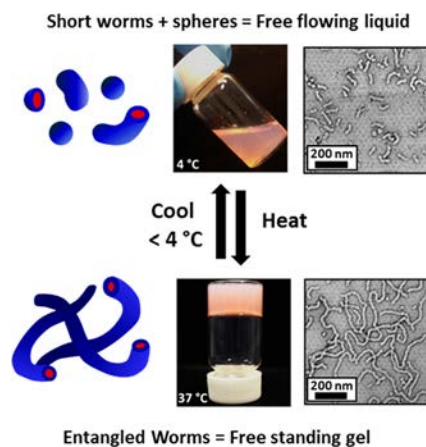 Short worms + spheres = Free flowing liquid
4 °C
200 nm
Cool
< 4 °C
Heat
37 °C
200 nm
Entangled Worms = Free standing gel